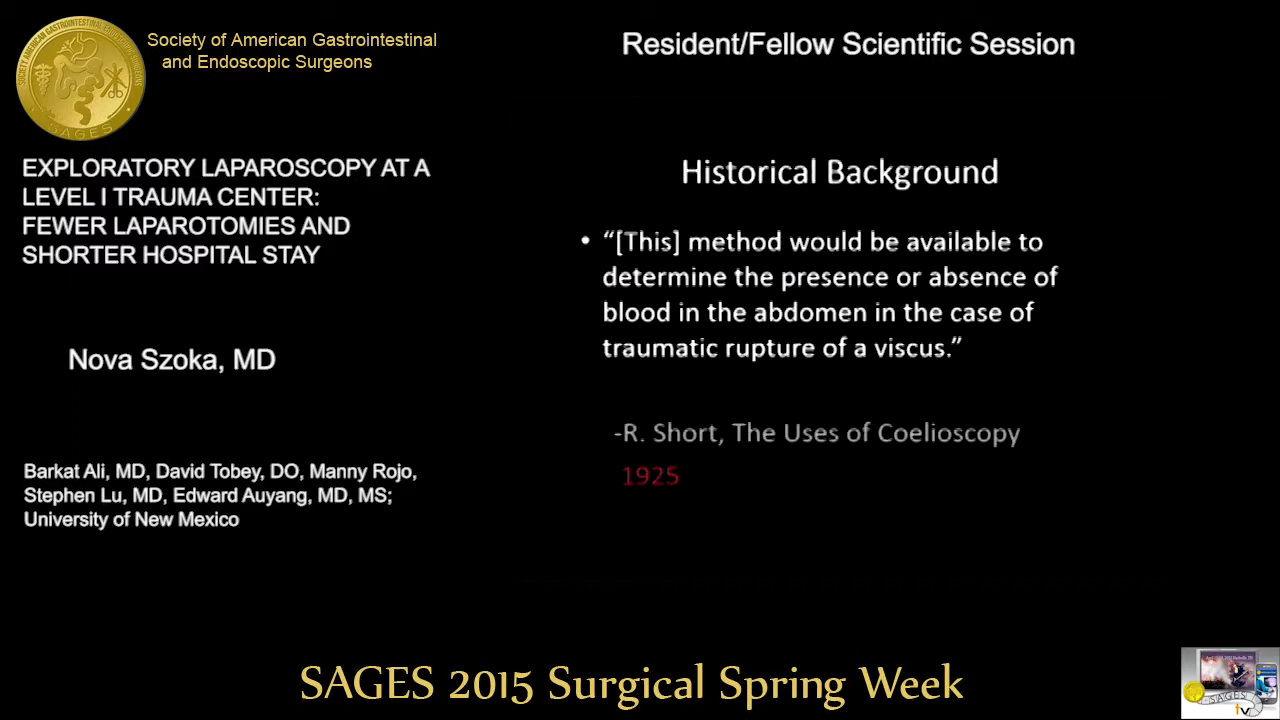 Society of American Gastrointestinal
and Endoscopic Surgeons
SAGES
Resident/Fellow Scientific Session
EXPLORATORY LAPAROSCOPY AT A
LEVEL I TRAUMA CENTER:
FEWER LAPAROTOMIES AND
SHORTER HOSPITAL STAY
Nova Szoka, MD
Barkat Ali, MD, David Tobey, DO, Manny Rojo,
Stephen Lu, MD, Edward Auyang, MD, MS;
University of New Mexico
Historical Background
• “[This] method would be available to
determine the presence or absence of
blood in the abdomen in the case of
traumatic rupture of a viscus.”
-R. Short, The Uses of Coelioscopy
1925
SAGES 2015 Surgical Spring Week
SAGES
tv